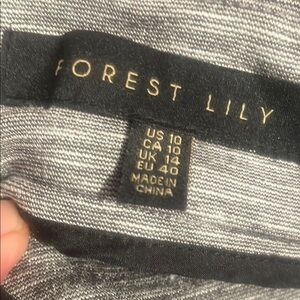 FOREST LILY
US 10
CA 10
UK 14
EU 40
MADE IN
CHINA